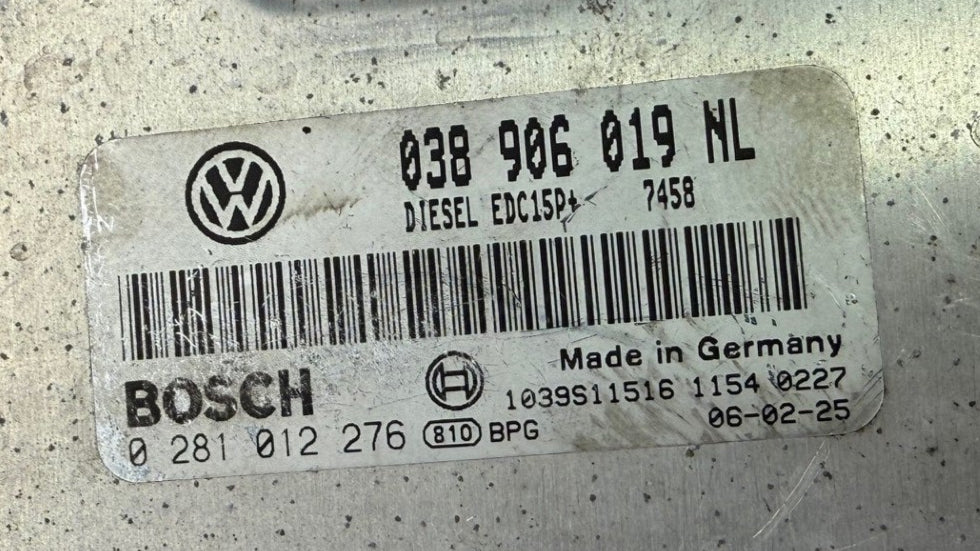 038 906 019 NL
DIESEL EDC15P+ 7458
Made in Germany
BOSCH
1039S11516 1154 0227
0 281 012 276 810 BPG
06-02-25